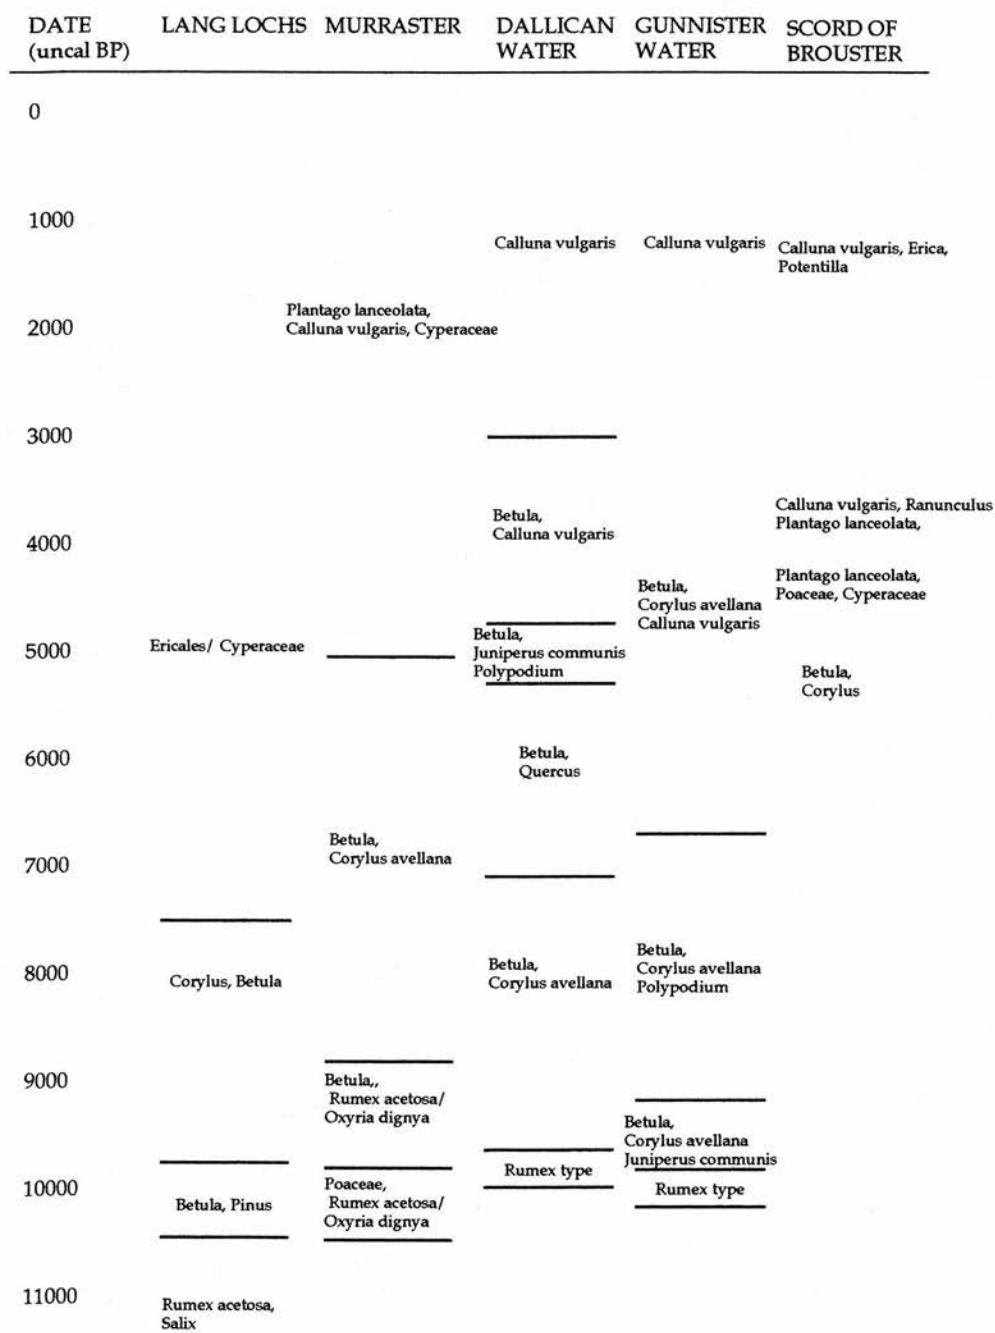 DATE LANG LOCHS MURRASTER DALLICAN GUNNISTER SCORD OF
(uncal BP) WATER WATER BROUSTER
0
1000
Calluna vulgaris Calluna vulgaris Calluna vulgaris, Erica,
Potentilla
Plantago lanceolata,
2000 Calluna vulgaris, Cyperaceae
3000
Calluna vulgaris, Ranunculus
Betula, Plantago lanceolata,
4000 Calluna vulgaris
Betula, Plantago lanceolata,
Corylus avellana Poaceae, Cyperaceae
Calluna vulgaris
Betula,
5000 Ericales/ Cyperaceae Juniperus communis
Polypodium Betula,
Corylus
6000 Betula,
Quercus
Betula,
7000 Corylus avellana
Betula, Betula,
8000 Corylus, Betula Corylus avellana Corylus avellana
Polypodium
9000 Betula,,
Rumex acetosa/
Oxyria dignya Betula,
Corylus avellana
Juniperus communis
Rumex type
10000 Poaceae, Rumex type
Betula, Pinus Rumex acetosa/
Oxyria dignya
11000 Rumex acetosa,
Salix